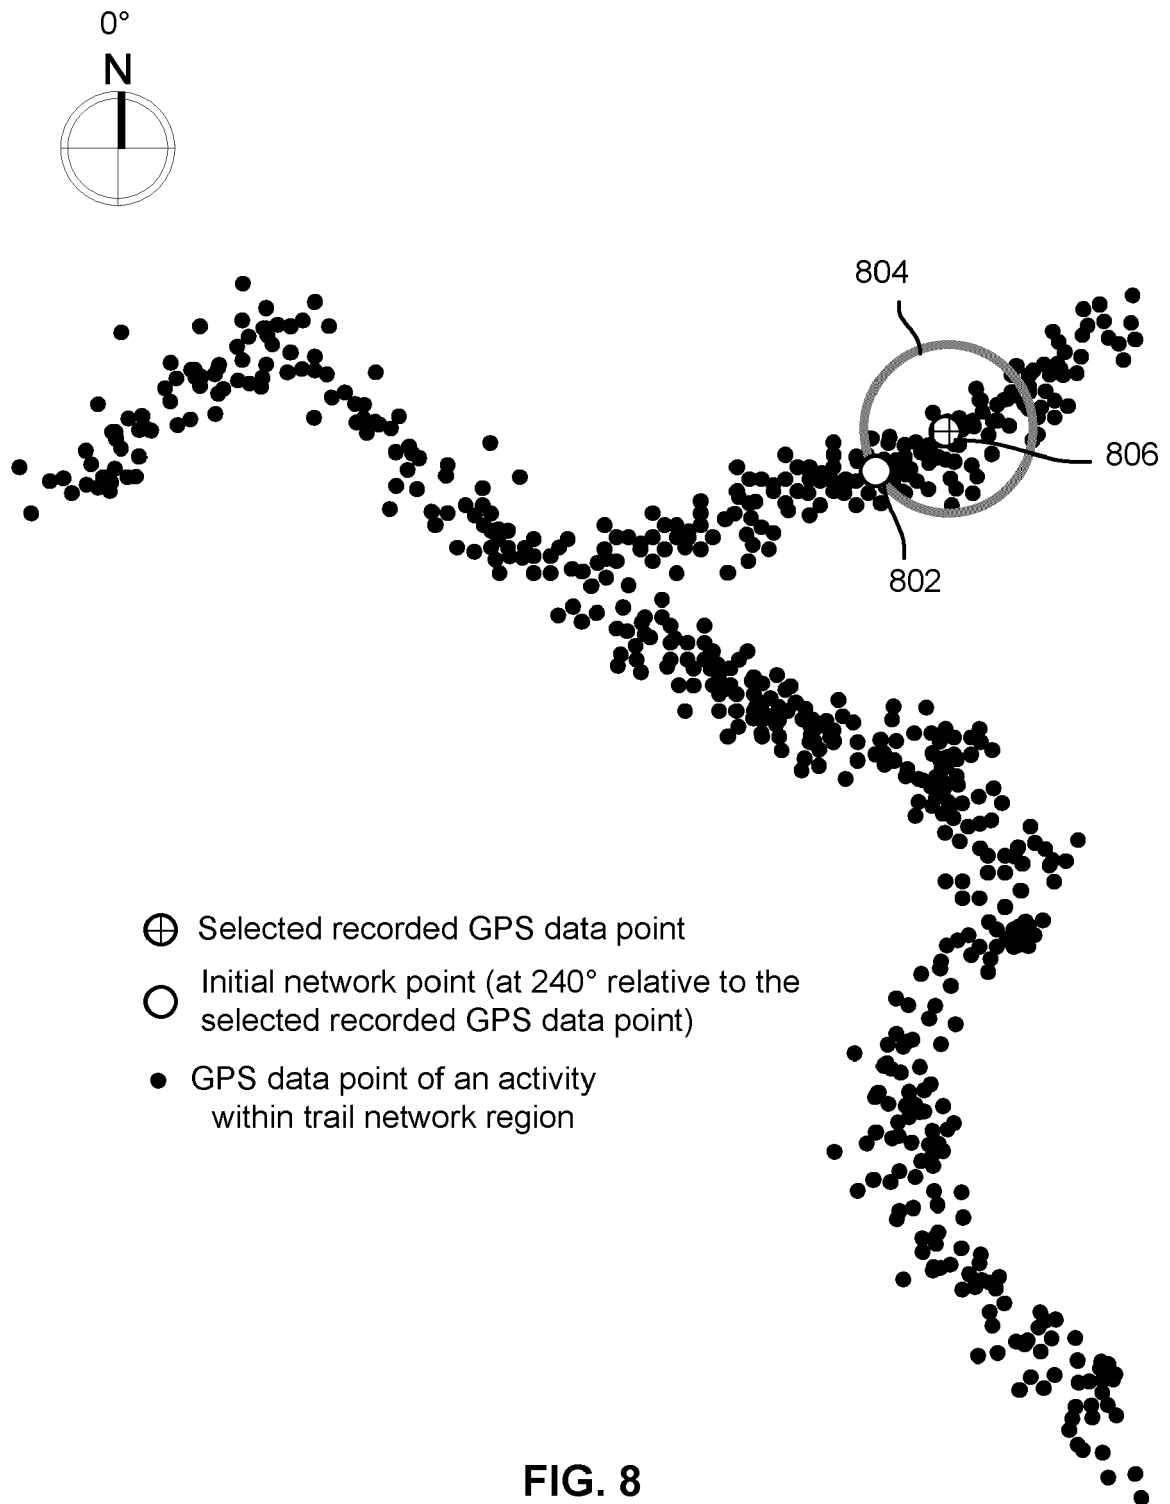 0°
N
804
806
802
Selected recorded GPS data point
Initial network point (at 240° relative to the
selected recorded GPS data point)
GPS data point of an activity
within trail network region
FIG. 8